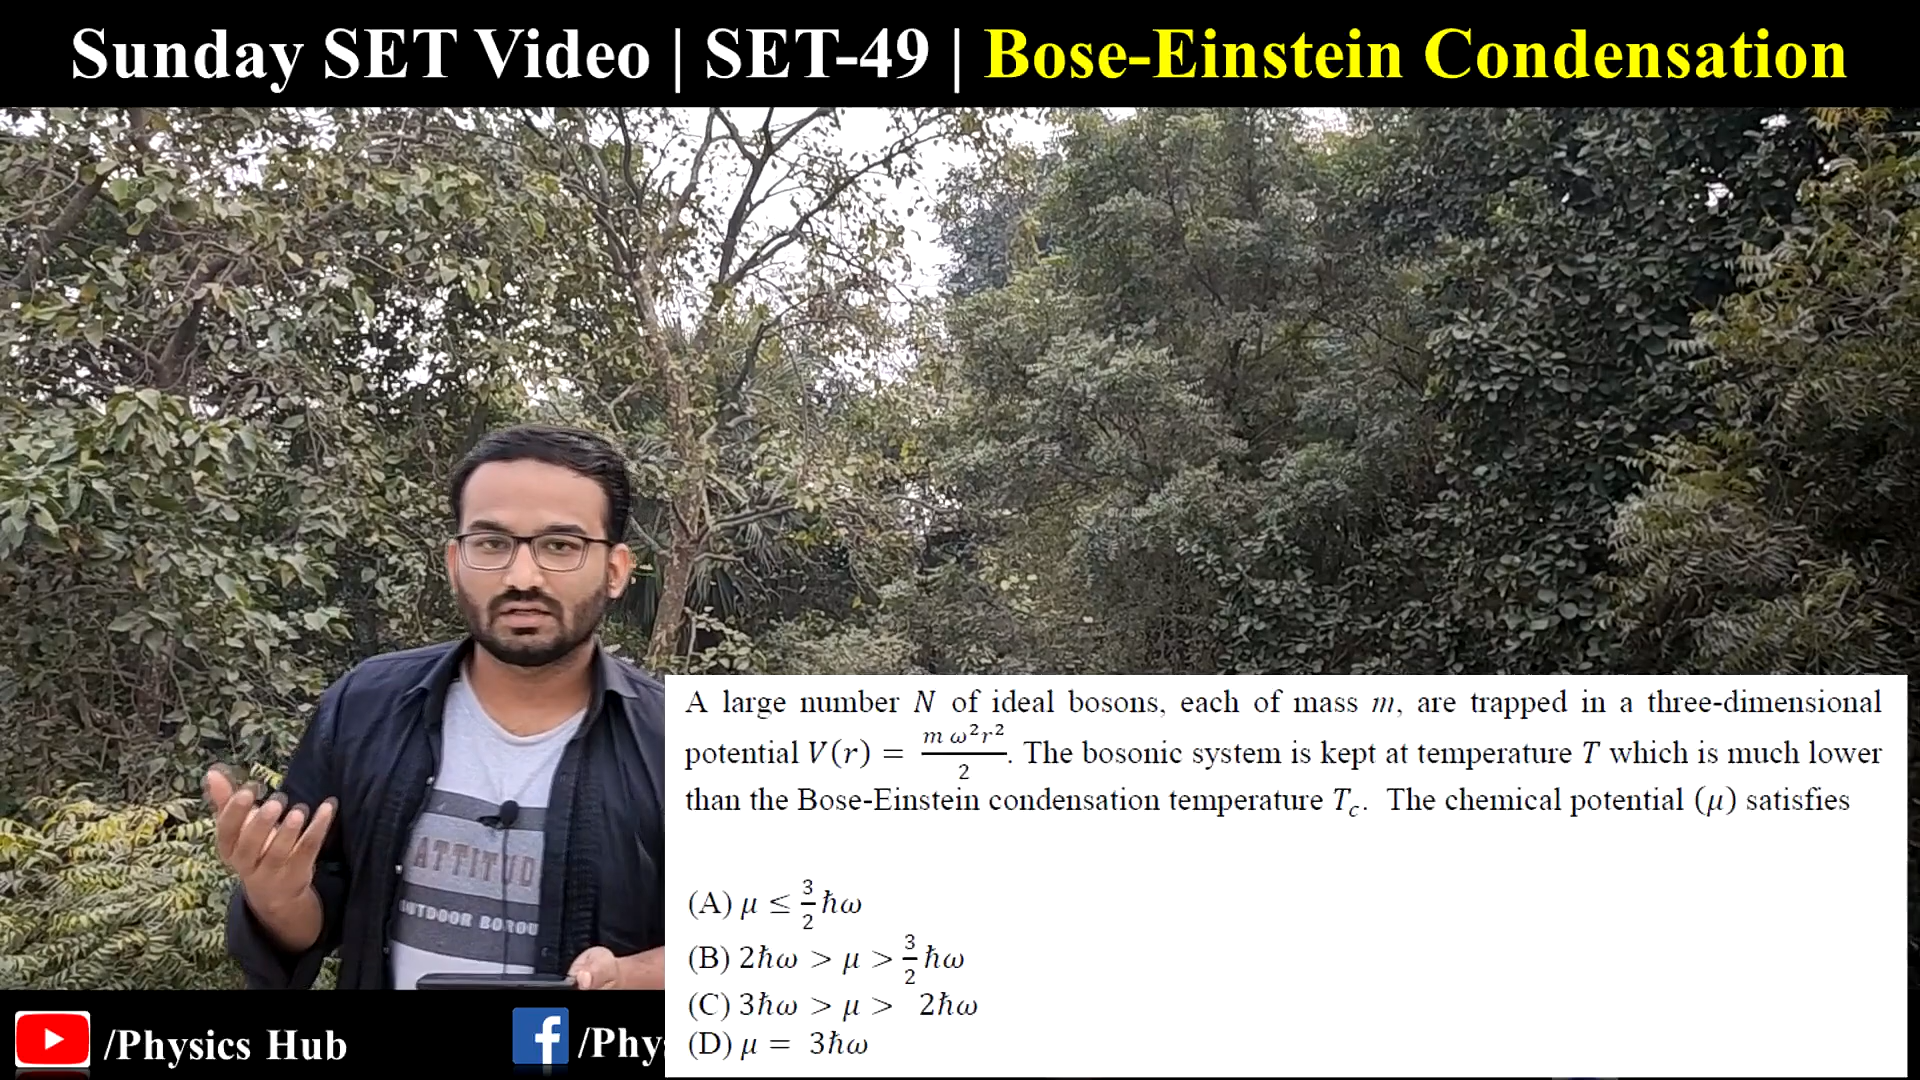 Sunday SET Video | SET-49 | Bose-Einstein Condensation
ATTITUD
OUTDOOR BOROU
A large number N of ideal bosons, each of mass m, are trapped in a three-dimensional
potential V(r) = m ω²r²/2. The bosonic system is kept at temperature T which is much lower
than the Bose-Einstein condensation temperature T_c. The chemical potential (μ) satisfies
(A) μ ≤ 3/2 ħω
(B) 2ħω > μ > 3/2 ħω
(C) 3ħω > μ > 2ħω
(D) μ = 3ħω
/Physics Hub
/Phy